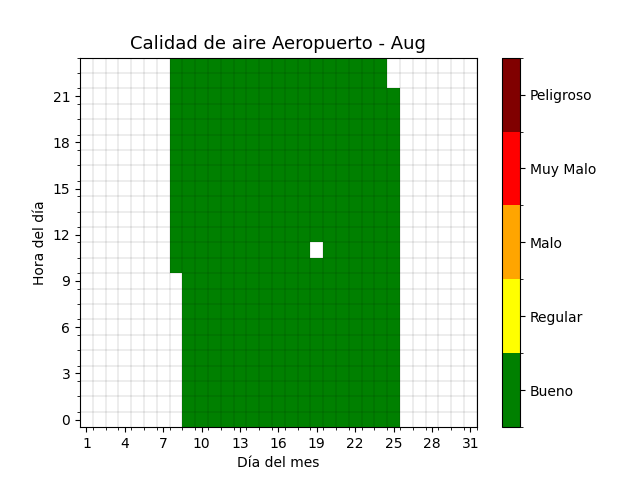 Calidad de aire Aeropuerto - Aug
Hora del día
21
18
15
12
9
6
3
0
1 4 7 10 13 16 19 22 25 28 31
Día del mes
Peligroso
Muy Malo
Malo
Regular
Bueno